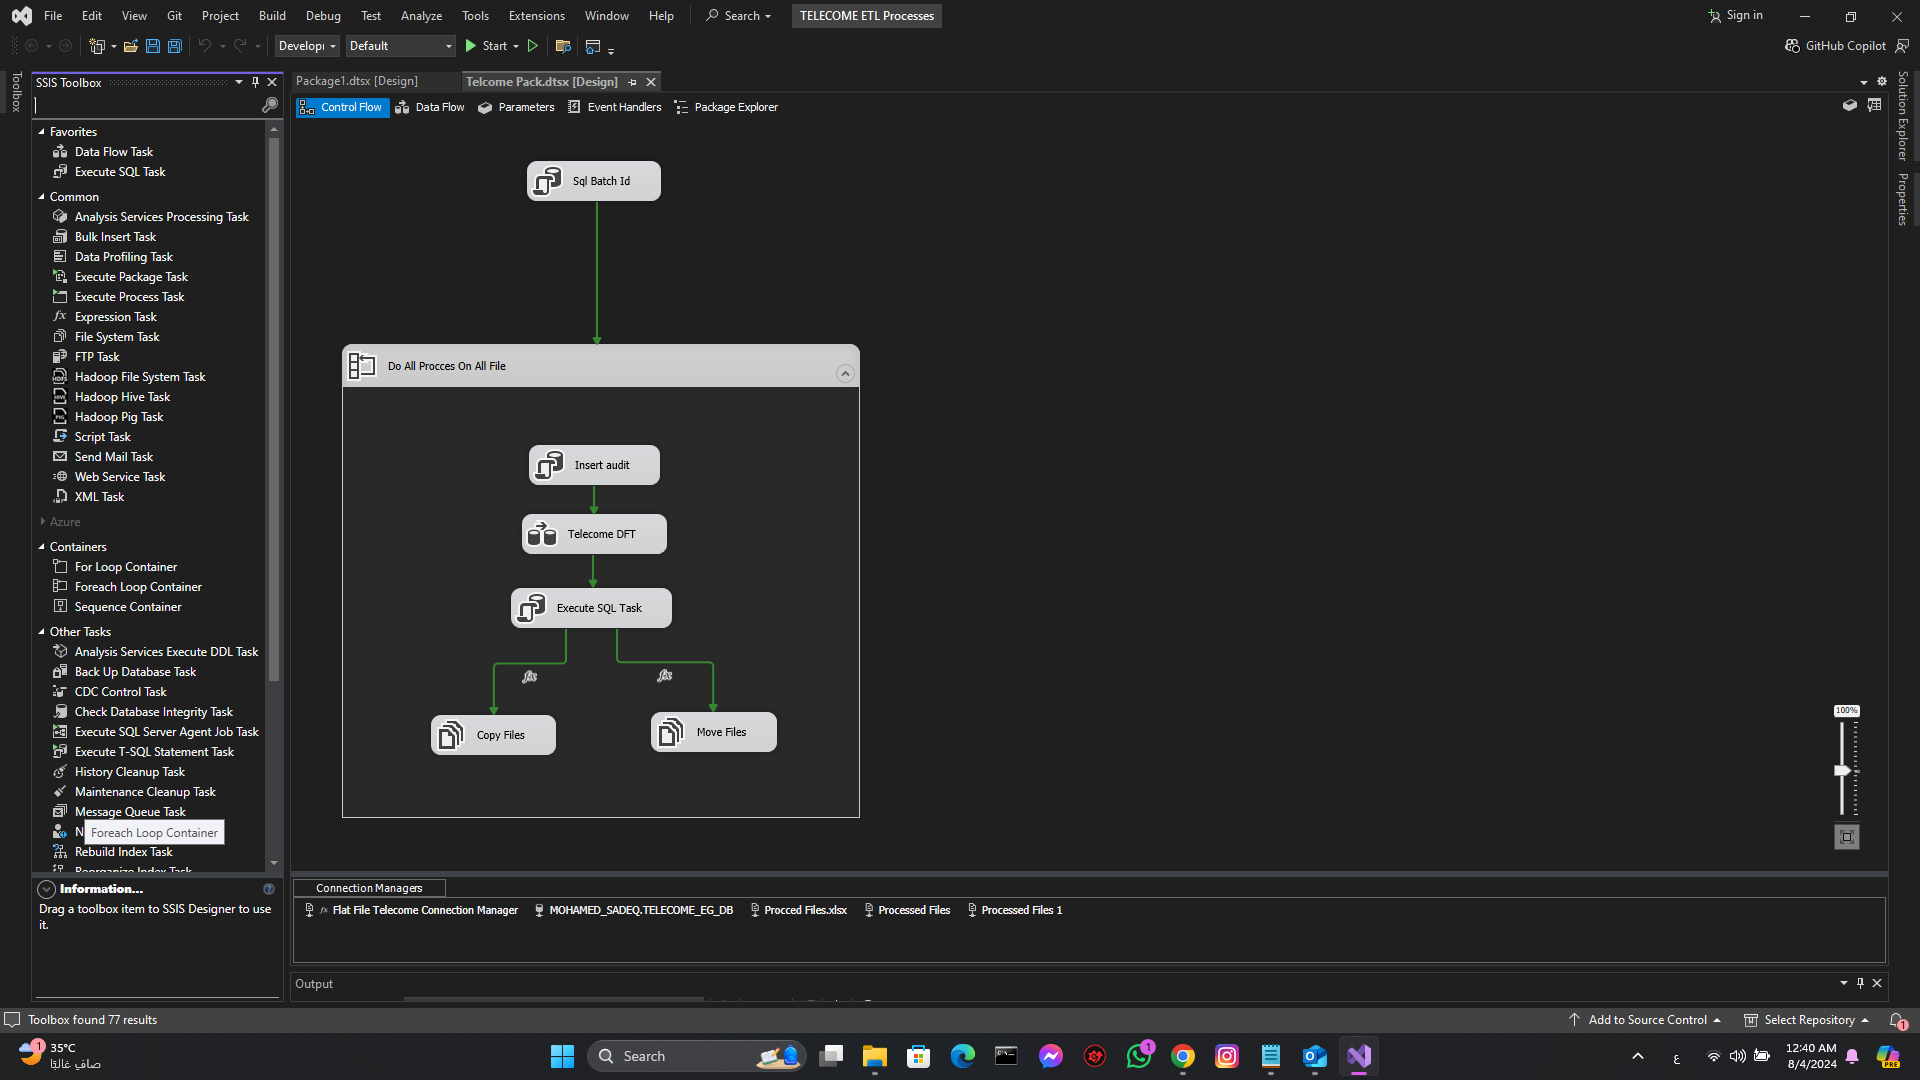 File Edit View Git Project Build Debug Test Analyze Tools Extensions Window Help Search TELECOME ETL Processes Sign in
Develop Default Start GitHub Copilot
Toolbox
SSIS Toolbox
Favorites
Data Flow Task
Execute SQL Task
Common
Analysis Services Processing Task
Bulk Insert Task
Data Profiling Task
Execute Package Task
Execute Process Task
Expression Task
File System Task
FTP Task
Hadoop File System Task
Hadoop Hive Task
Hadoop Pig Task
Script Task
Send Mail Task
Web Service Task
XML Task
Azure
Containers
For Loop Container
Foreach Loop Container
Sequence Container
Other Tasks
Analysis Services Execute DDL Task
Back Up Database Task
CDC Control Task
Check Database Integrity Task
Execute SQL Server Agent Job Task
Execute T-SQL Statement Task
History Cleanup Task
Maintenance Cleanup Task
Message Queue Task
N
Foreach Loop Container
Rebuild Index Task
Reorganize Index Task
Information...
Drag a toolbox item to SSIS Designer to use
it.
Package1.dtsx [Design] Telcome Pack.dtsx [Design]
Control Flow Data Flow Parameters Event Handlers Package Explorer
Sql Batch Id
Do All Procces On All File
Insert audit
Telecome DFT
Execute SQL Task
fx fx
Copy Files Move Files
100%
Solution Explorer
Properties
Connection Managers
fx Flat File Telecome Connection Manager MOHAMED_SADEQ.TELECOME_EG_DB Procced Files.xlsx Processed Files Processed Files 1
Output
Toolbox found 77 results Add to Source Control Select Repository 1
1 35°C
صافٍ غالبًا
Search 1 ع 12:40 AM
8/4/2024 PRE